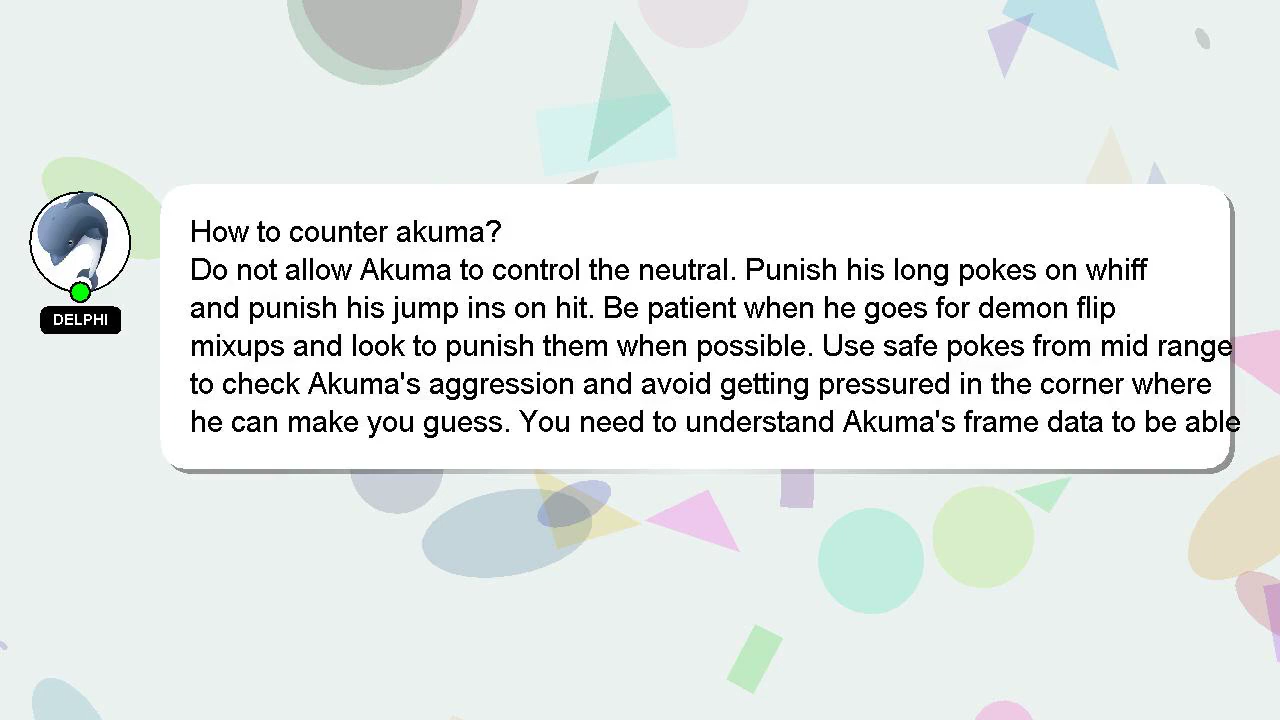 How to counter akuma?
Do not allow Akuma to control the neutral. Punish his long pokes on whiff
and punish his jump ins on hit. Be patient when he goes for demon flip
mixups and look to punish them when possible. Use safe pokes from mid range
to check Akuma's aggression and avoid getting pressured in the corner where
he can make you guess. You need to understand Akuma's frame data to be able
DELPHI